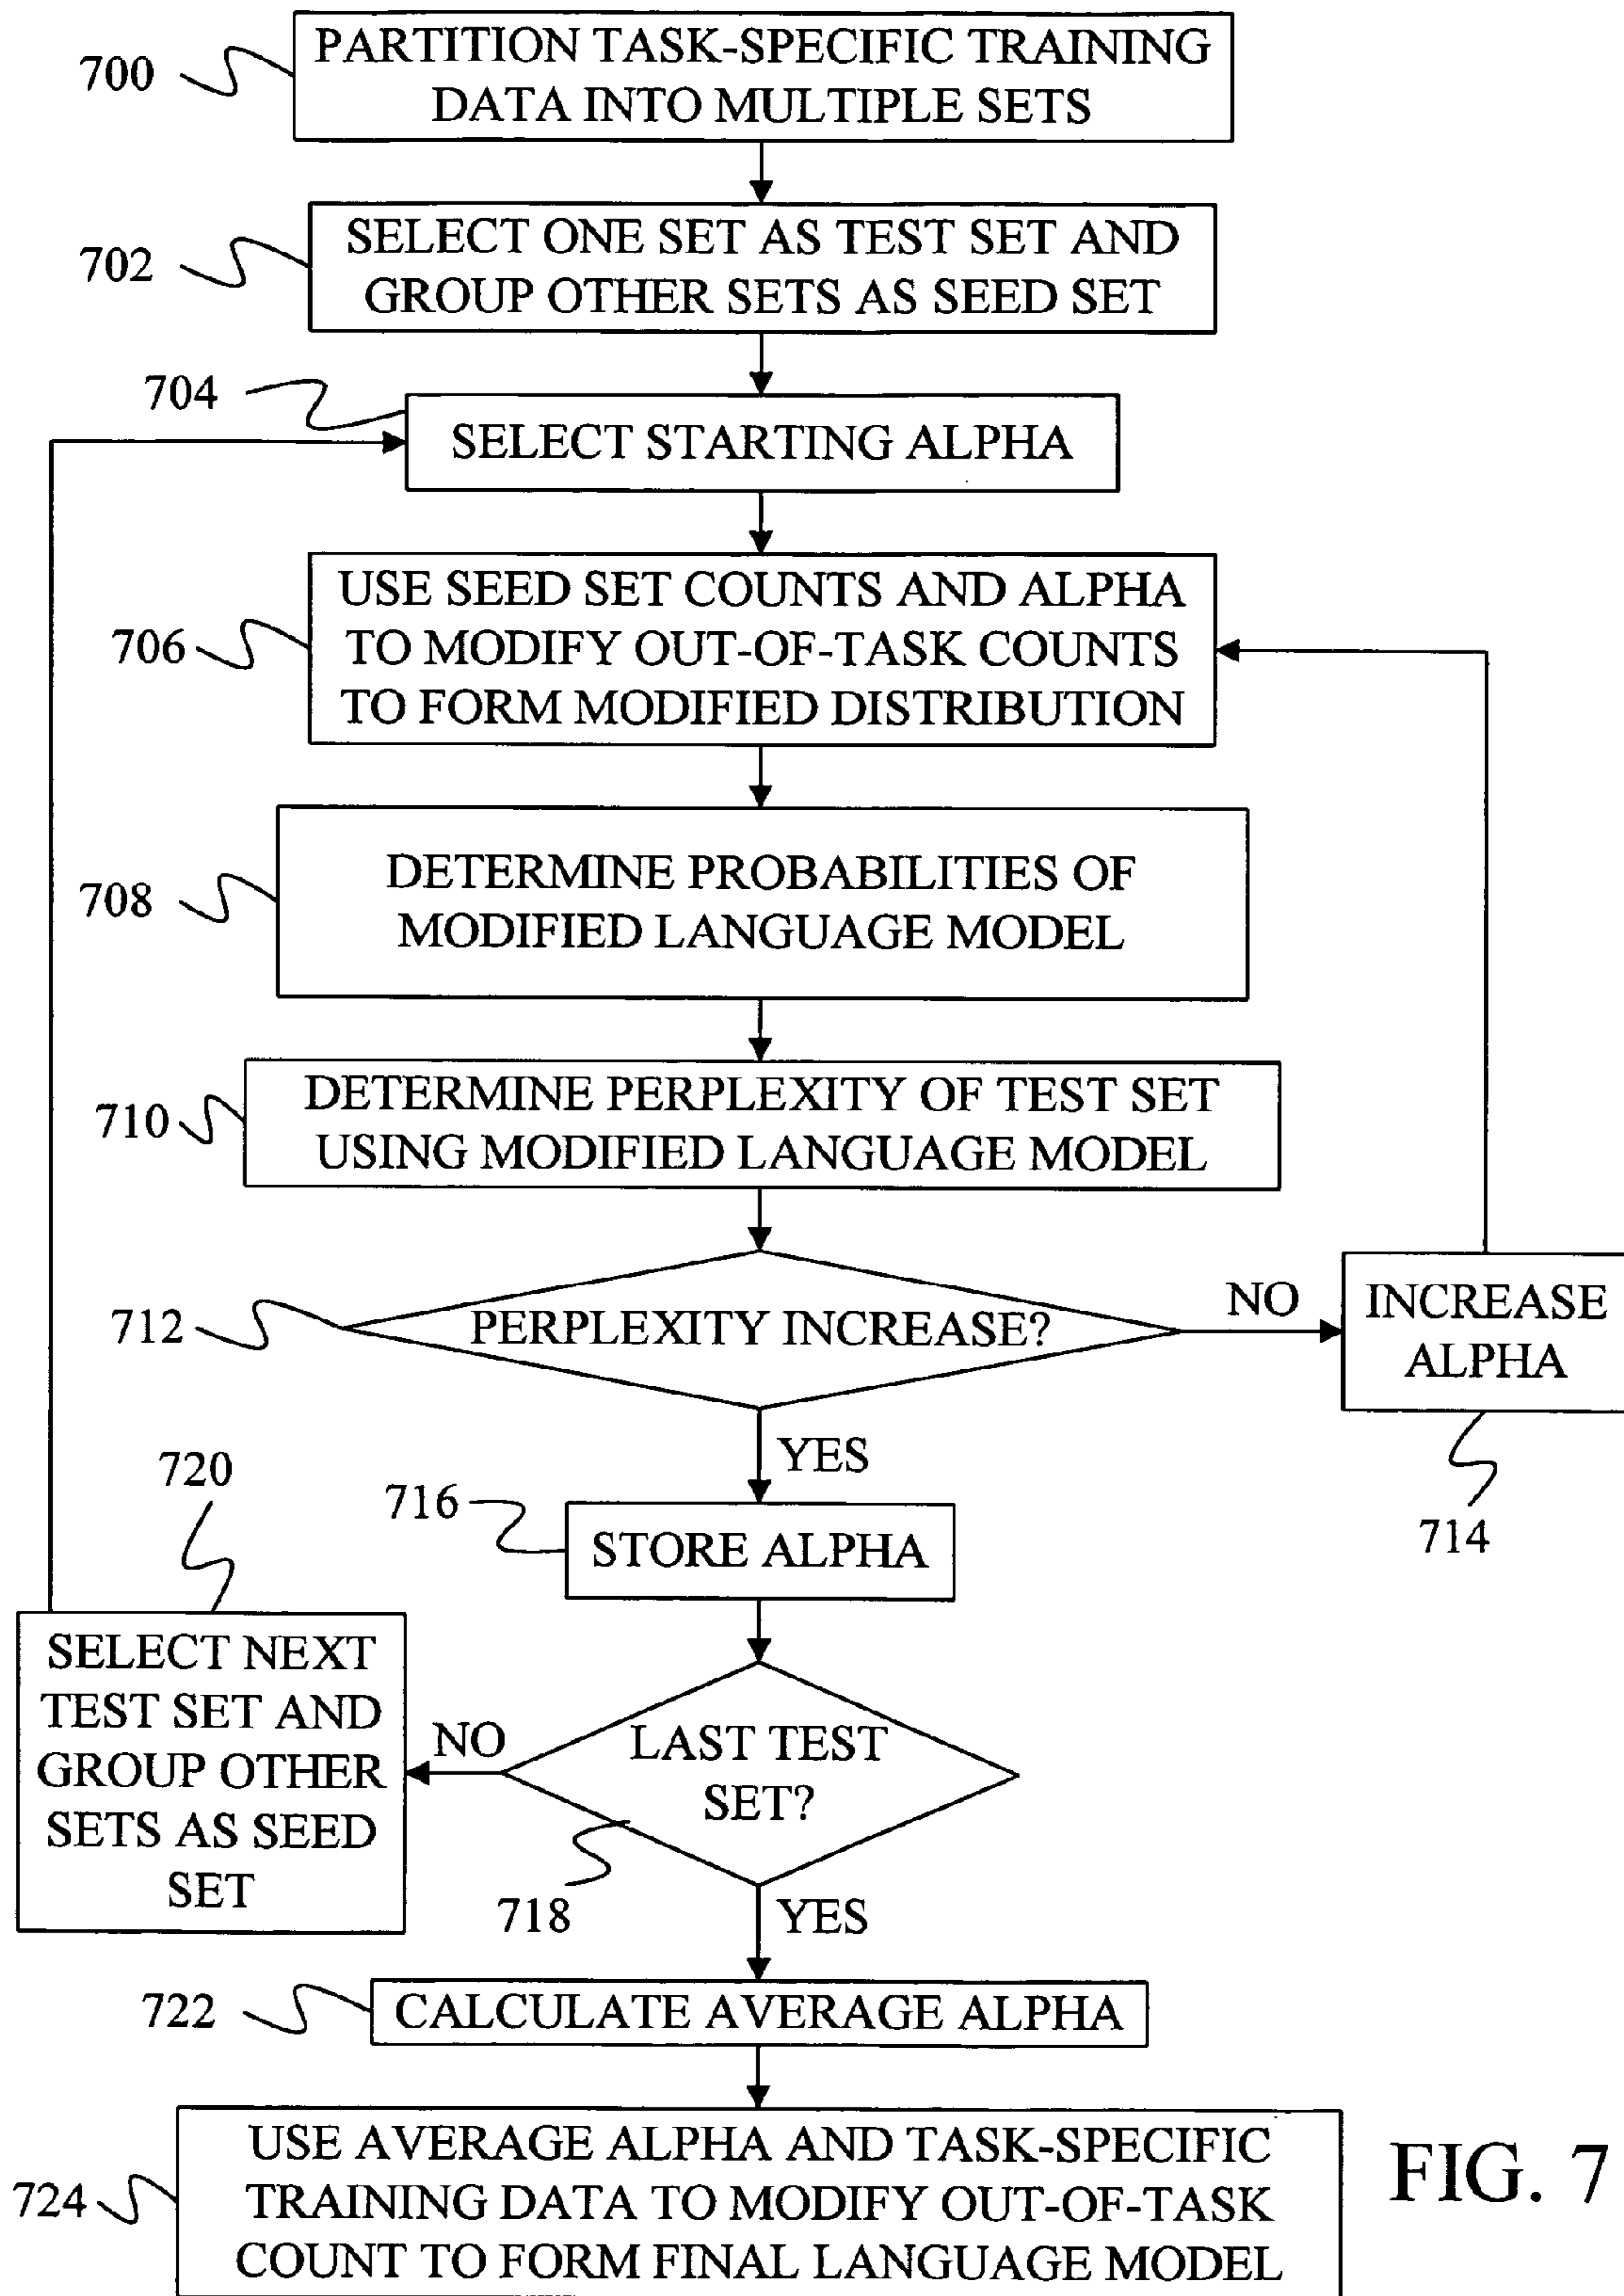 700
PARTITION TASK-SPECIFIC TRAINING
DATA INTO MULTIPLE SETS
702
SELECT ONE SET AS TEST SET AND
GROUP OTHER SETS AS SEED SET
704
SELECT STARTING ALPHA
706
USE SEED SET COUNTS AND ALPHA
TO MODIFY OUT-OF-TASK COUNTS
TO FORM MODIFIED DISTRIBUTION
708
DETERMINE PROBABILITIES OF
MODIFIED LANGUAGE MODEL
710
DETERMINE PERPLEXITY OF TEST SET
USING MODIFIED LANGUAGE MODEL
712
PERPLEXITY INCREASE?
NO
INCREASE
ALPHA
714
YES
716
STORE ALPHA
720
SELECT NEXT
TEST SET AND
GROUP OTHER
SETS AS SEED
SET
NO
LAST TEST
SET?
718
YES
722
CALCULATE AVERAGE ALPHA
724
USE AVERAGE ALPHA AND TASK-SPECIFIC
TRAINING DATA TO MODIFY OUT-OF-TASK
COUNT TO FORM FINAL LANGUAGE MODEL
FIG. 7